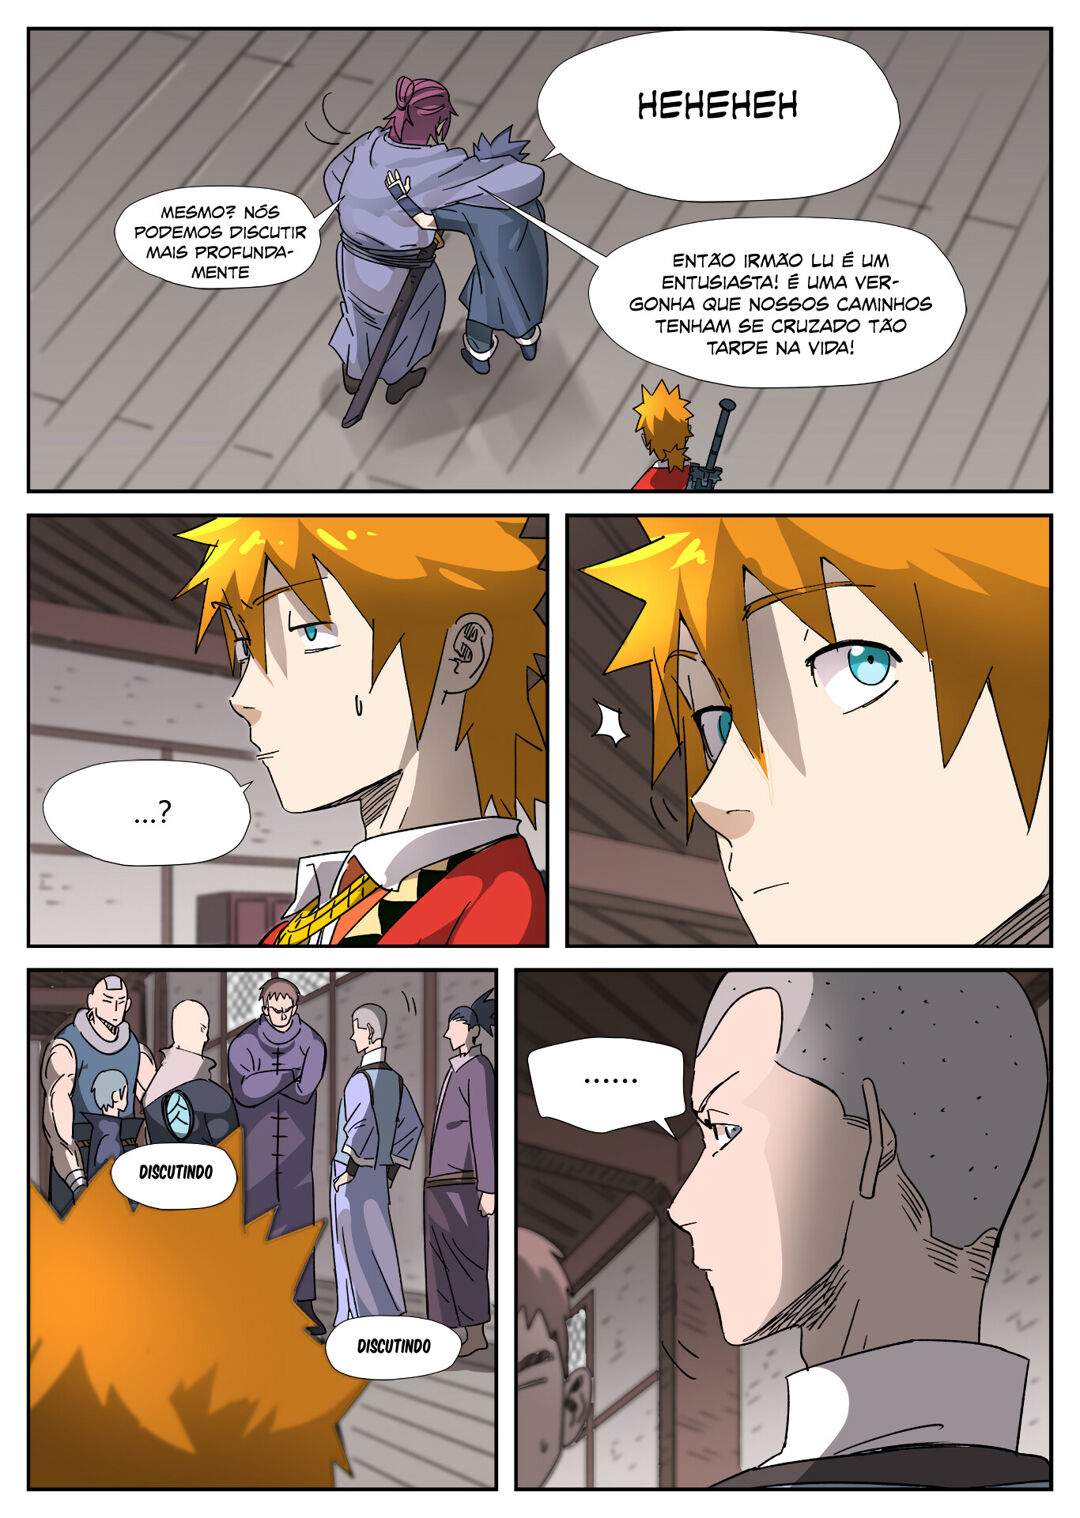 HEHEHEH
MESMO? NÓS
PODEMOS DISCUTIR
MAIS PROFUNDA-
MENTE
ENTÃO IRMÃO LU É UM
ENTUSIASTA! É UMA VER-
GONHA QUE NOSSOS CAMINHOS
TENHAM SE CRUZADO TÃO
TARDE NA VIDA!
...?
DISCUTINDO
DISCUTINDO
......